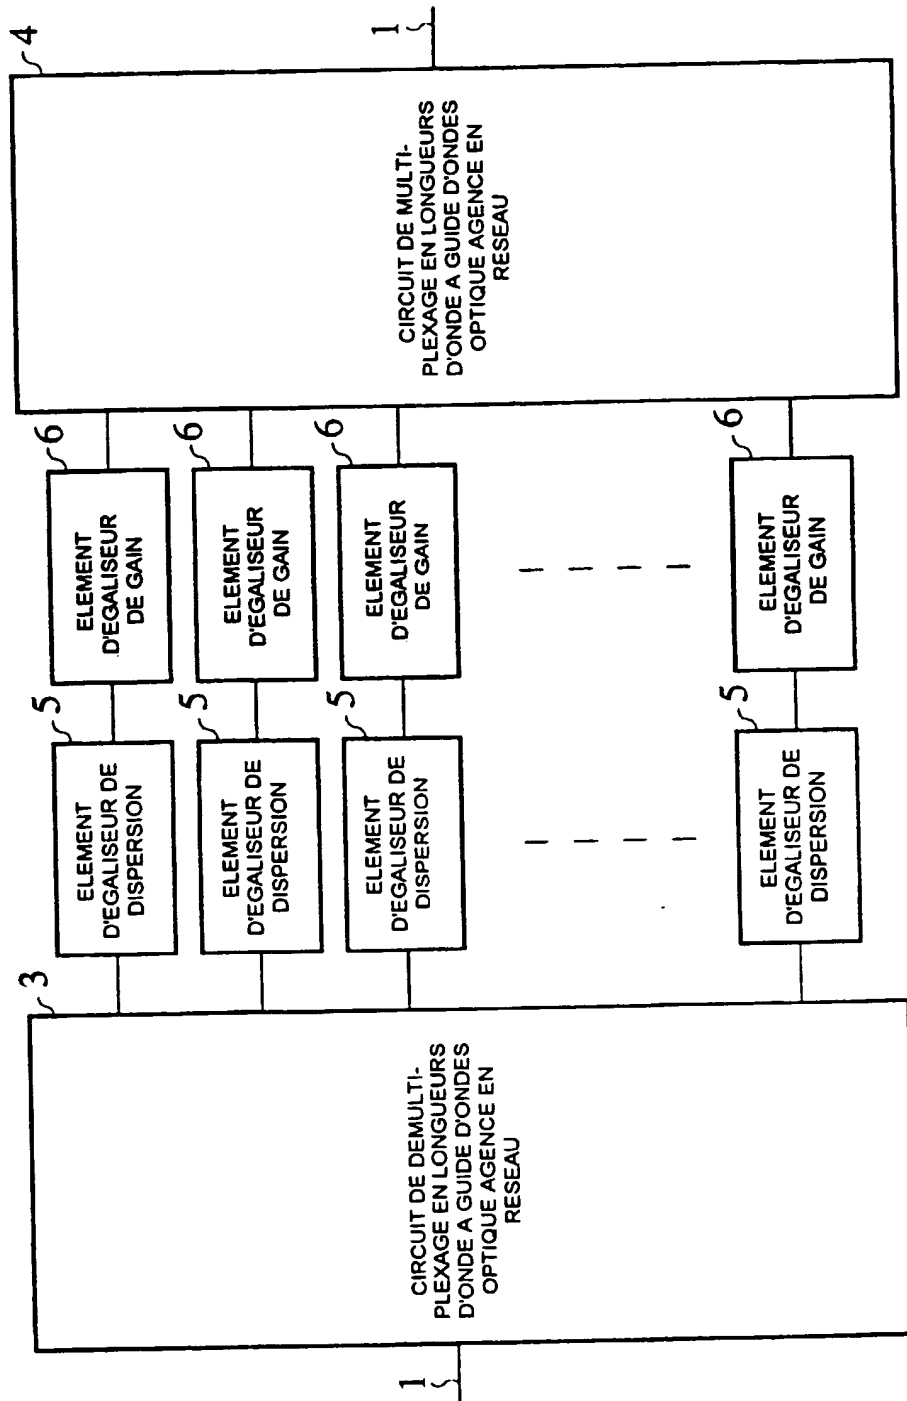 1
3
CIRCUIT DE DEMULTI-
PLEXAGE EN LONGUEURS
D'ONDE A GUIDE D'ONDES
OPTIQUE AGENCE EN
RESEAU
5
ELEMENT
D'EGALISEUR DE
DISPERSION
6
ELEMENT
D'EGALISEUR
DE GAIN
5
ELEMENT
D'EGALISEUR DE
DISPERSION
6
ELEMENT
D'EGALISEUR
DE GAIN
5
ELEMENT
D'EGALISEUR DE
DISPERSION
6
ELEMENT
D'EGALISEUR
DE GAIN
5
ELEMENT
D'EGALISEUR DE
DISPERSION
6
ELEMENT
D'EGALISEUR
DE GAIN
4
CIRCUIT DE MULTI-
PLEXAGE EN LONGUEURS
D'ONDE A GUIDE D'ONDES
OPTIQUE AGENCE EN
RESEAU
1